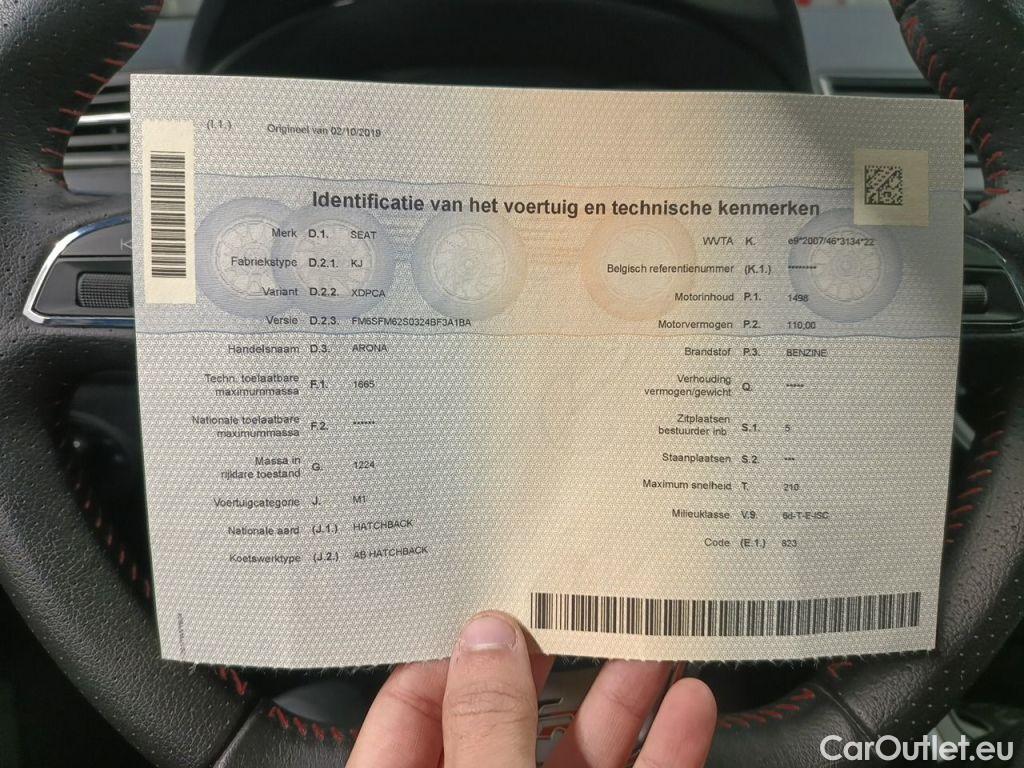 (I.1.) Origineel van 02/10/2019
Identificatie van het voertuig en technische kenmerken
Merk D.1. SEAT
Fabriekstype D.2.1. KJ
Variant D.2.2. XDPCA
Versie D.2.3. FM6SFM62S0324BF3A1BA
Handelsnaam D.3. ARONA
Techn. toelaatbare
maximummassa F.1. 1665
Nationale toelaatbare
maximummassa F.2. ******
Massa in
rijklare toestand G. 1224
Voertuigcategorie J. M1
Nationale aard (J.1.) HATCHBACK
Koetswerktype (J.2.) AB HATCHBACK
WVTA K. e9*2007/46*3134*22
Belgisch referentienummer (K.1.) ********
Motorinhoud P.1. 1498
Motorvermogen P.2. 110,00
Brandstof P.3. BENZINE
Verhouding
vermogen/gewicht Q. *****
Zitplaatsen
bestuurder inb. S.1. 5
Staanplaatsen S.2. ***
Maximum snelheid T. 210
Milieuklasse V.9. 6d-T-E-ISC
Code (E.1.) 823
CarOutlet.eu